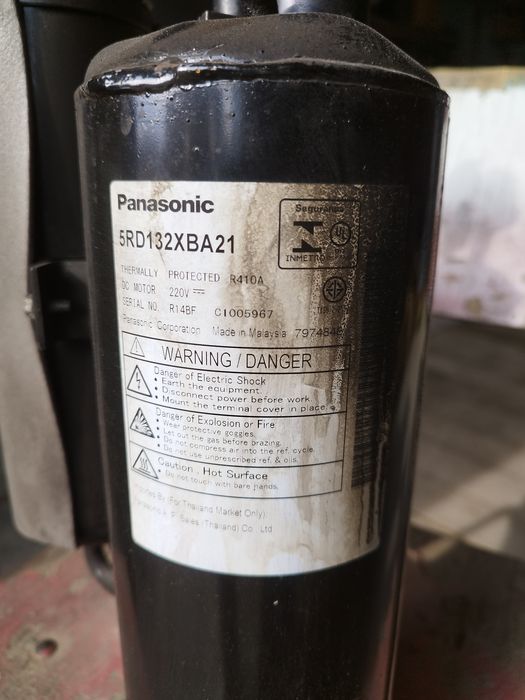 Panasonic
5RD132XBA21
THERMALLY PROTECTED R410A
DC MOTOR 220V ⎓
SERIAL NO. R14BF C1005967
Panasonic Corporation Made in Malaysia 7974848
Segurança
UL
INMETRO
WARNING / DANGER
Danger of Electric Shock
• Earth the equipment.
• Disconnect power before work.
• Mount the terminal cover in place.
Danger of Explosion or Fire
• Wear protective goggles.
• Let out the gas before brazing.
• Do not compress air into the ref. cycle.
• Do not use unprescribed ref. & oils.
Caution . Hot Surface
• Do not touch with bare hands.
By (For Thailand Market Only):
Sales (Thailand) Co. Ltd